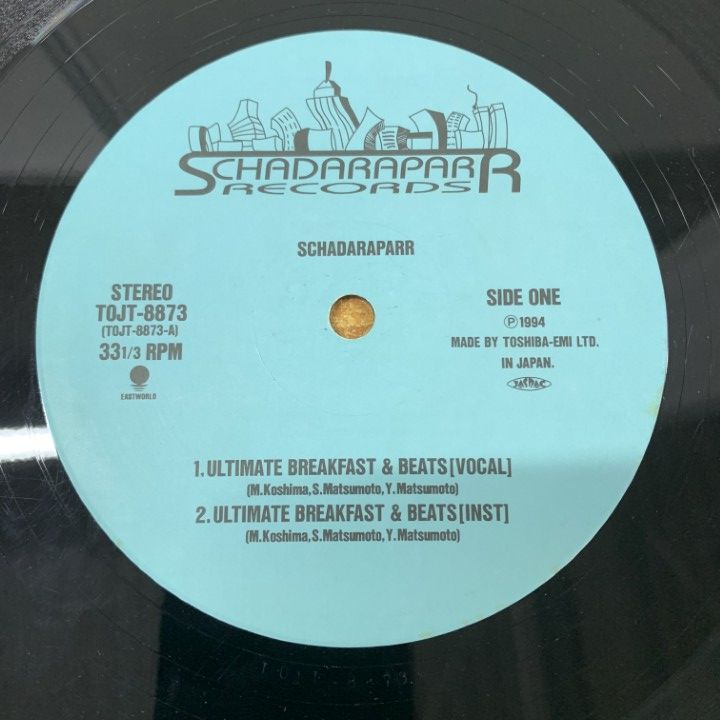 SCHADARAPARR
RECORDS
SCHADARAPARR
STEREO
TOJT-8873
(TOJT-8873-A)
33 1/3 RPM
EASTWORLD
SIDE ONE
Ⓟ1994
MADE BY TOSHIBA-EMI LTD.
IN JAPAN.
JASRAC
1. ULTIMATE BREAKFAST & BEATS[VOCAL]
(M.Koshima, S.Matsumoto, Y.Matsumoto)
2. ULTIMATE BREAKFAST & BEATS[INST]
(M.Koshima, S.Matsumoto, Y.Matsumoto)